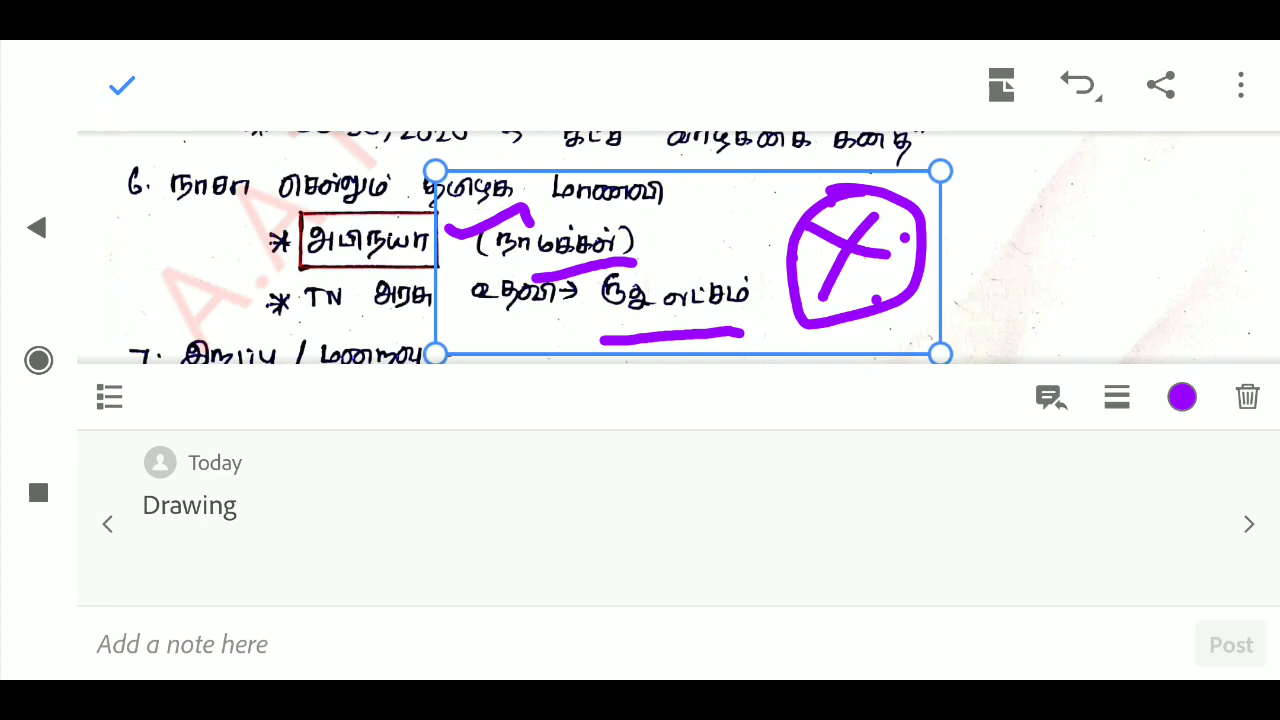 6. நாசா செல்லும் தமிழக மாணவி
* அபிநயா (நாமக்கல்)
* TN அரசு உதவி→ இரு லட்சம்
Today
Drawing
Add a note here
Post